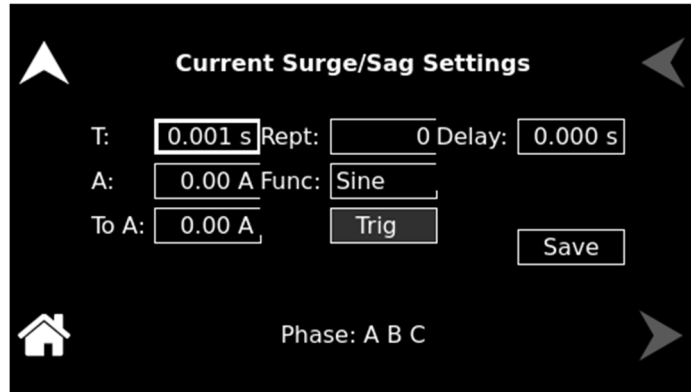 Current Surge/Sag Settings
T: 0.001 s Rept: 0 Delay: 0.000 s
A: 0.00 A Func: Sine
To A: 0.00 A Trig
Save
Phase: A B C